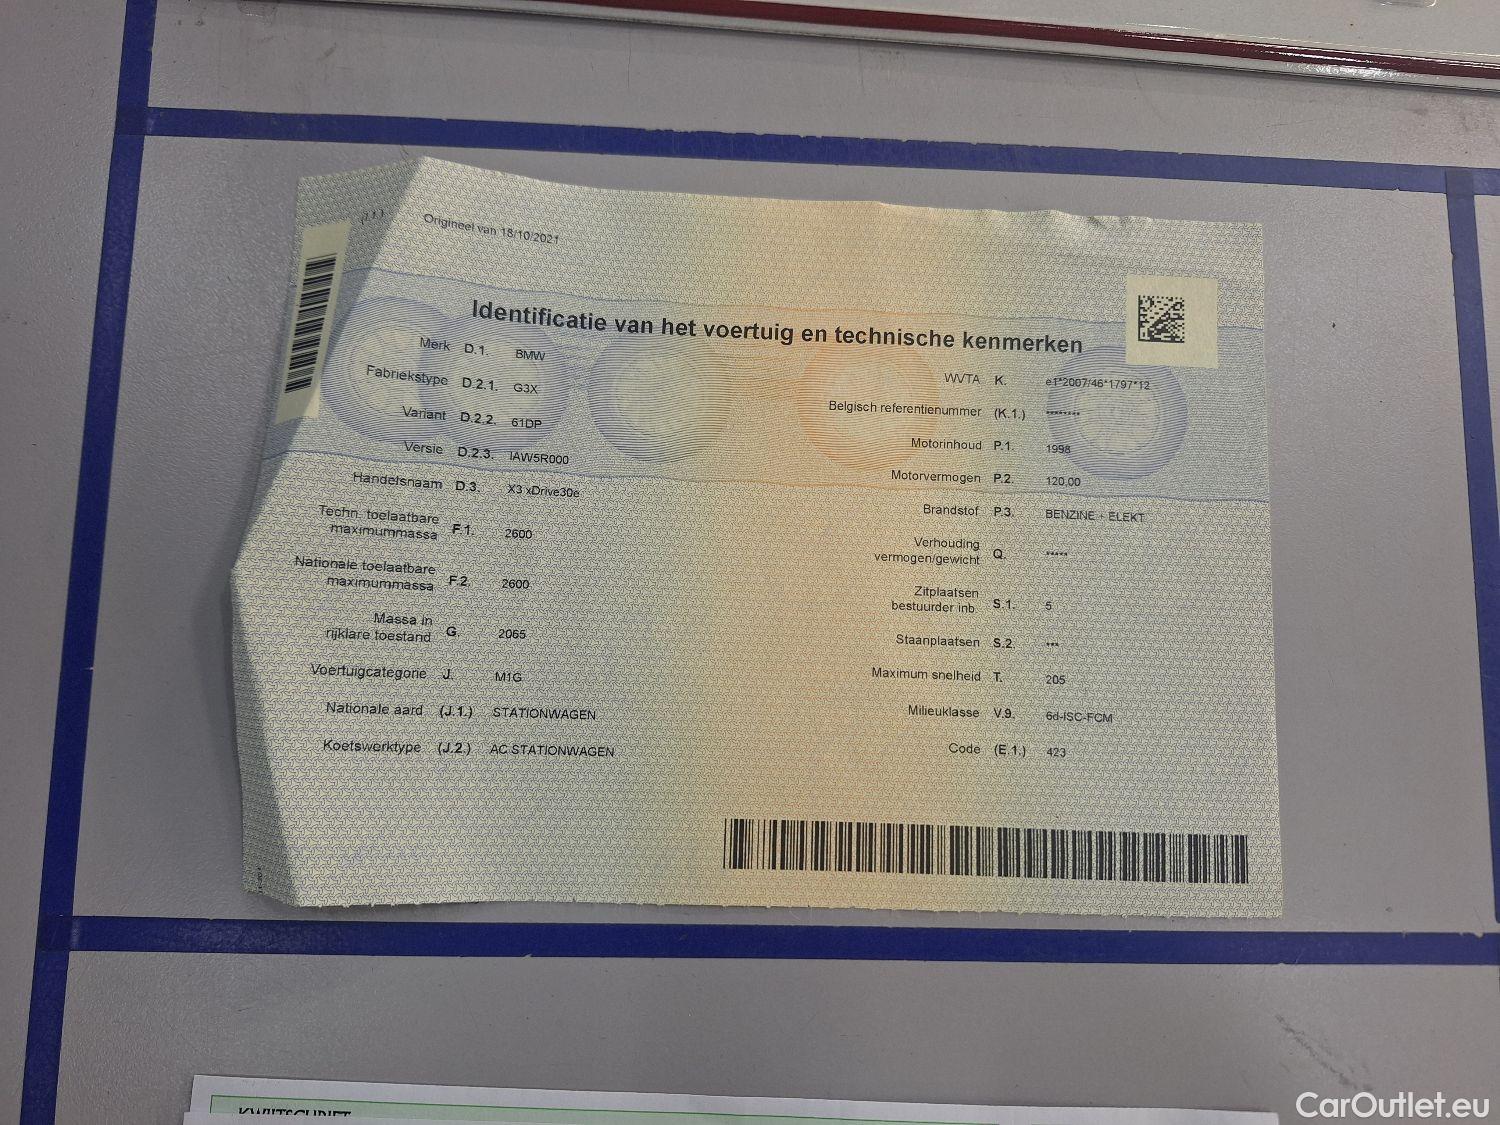 (J.1.)
Origineel van 18/10/2021
Identificatie van het voertuig en technische kenmerken
Merk D.1. BMW
Fabriekstype D.2.1. G3X
Variant D.2.2. 61DP
Versie D.2.3. IAW5R000
Handelsnaam D.3. X3 xDrive30e
Techn. toelaatbare
maximummassa F.1. 2600
Nationale toelaatbare
maximummassa F.2. 2600
Massa in
rijklare toestand G. 2065
Voertuigcategorie J. M1G
Nationale aard (J.1.) STATIONWAGEN
Koetswerktype (J.2.) AC STATIONWAGEN
WVTA K. e1*2007/46*1797*12
Belgisch referentienummer (K.1.) ********
Motorinhoud P.1. 1998
Motorvermogen P.2. 120,00
Brandstof P.3. BENZINE + ELEKT
Verhouding
vermogen/gewicht Q. *****
Zitplaatsen
bestuurder inb. S.1. 5
Staanplaatsen S.2. ***
Maximum snelheid T. 205
Milieuklasse V.9. 6d-ISC-FCM
Code (E.1.) 423
KWIJTSCHRIFT
CarOutlet.eu